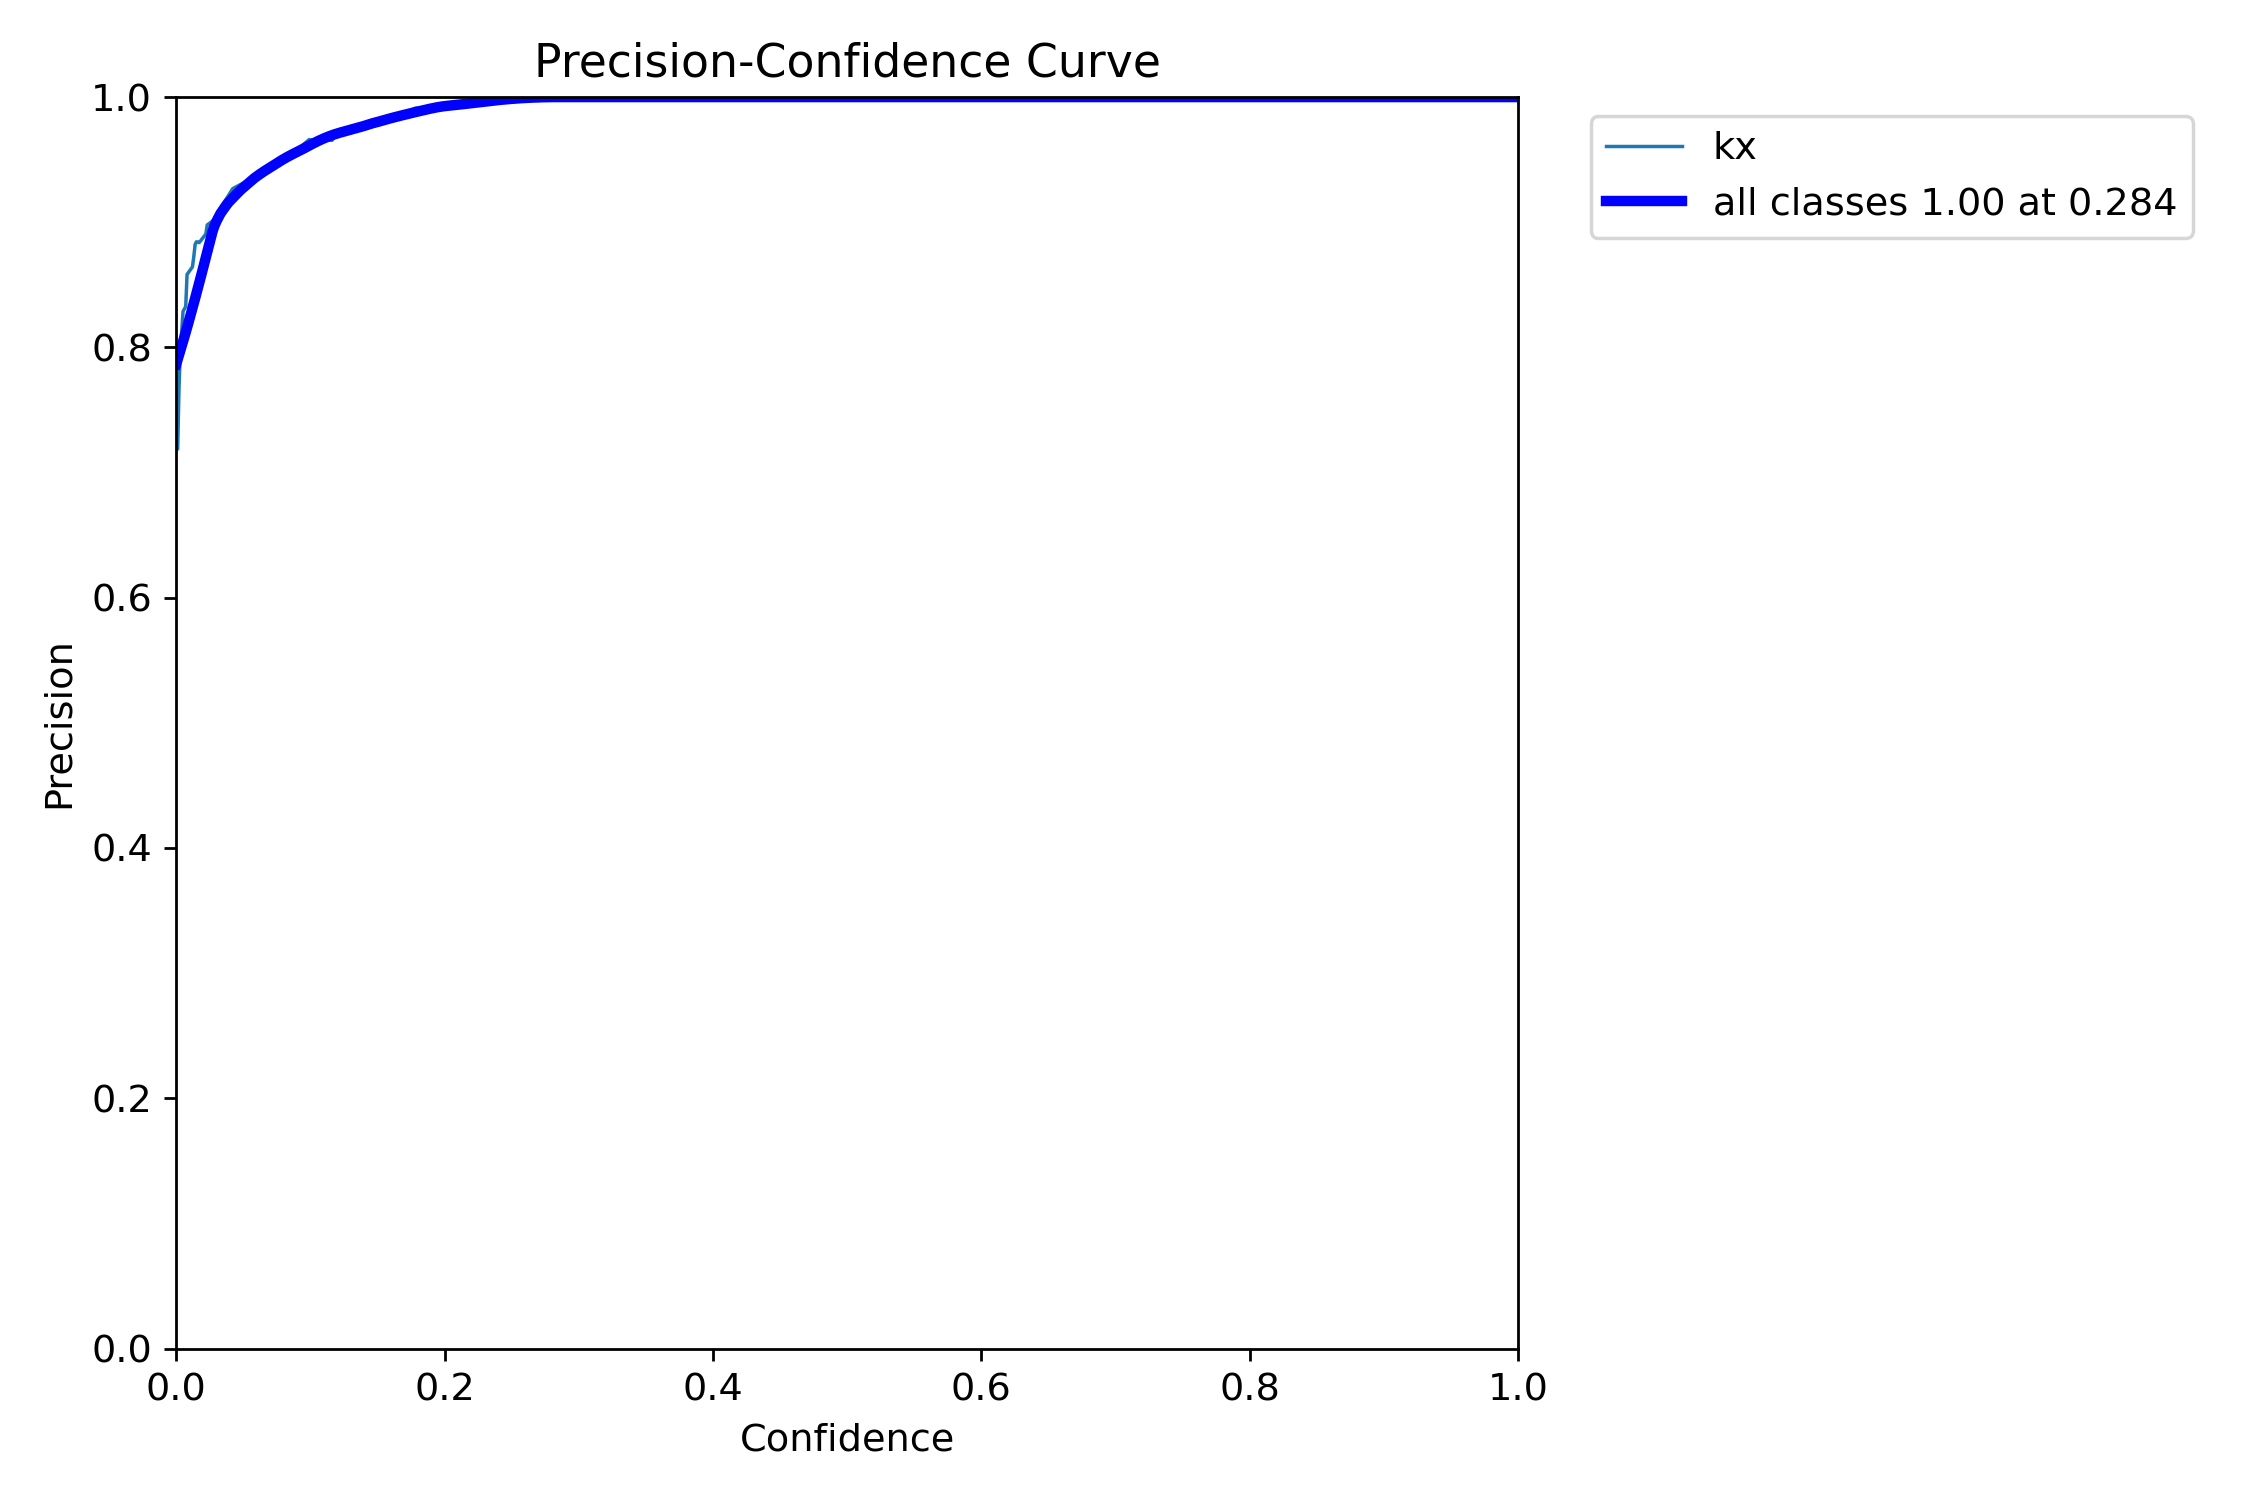 Precision-Confidence Curve
1.0
0.8
0.6
0.4
0.2
0.0
Precision
0.0 0.2 0.4 0.6 0.8 1.0
Confidence
kx
all classes 1.00 at 0.284